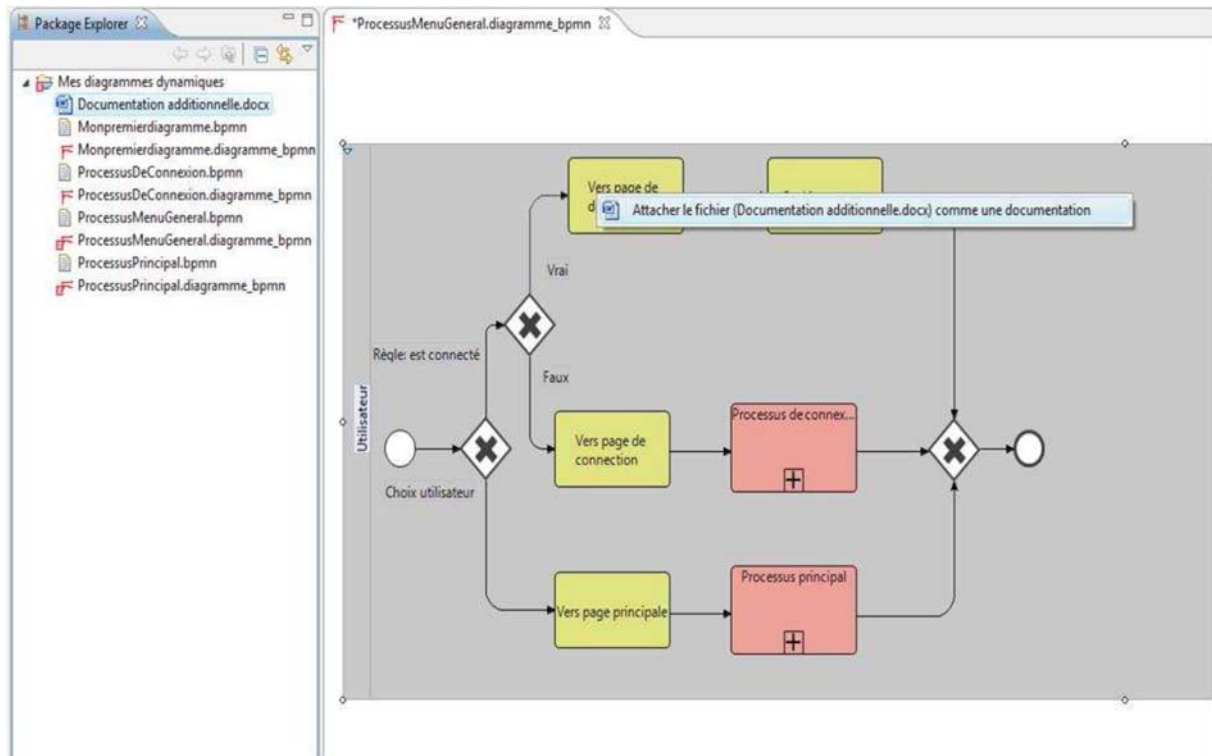 Package Explorer
*ProcessusMenuGeneral.diagramme_bpmn
Mes diagrammes dynamiques
Documentation additionnelle.docx
Monpremierdiagramme.bpmn
Monpremierdiagramme.diagramme_bpmn
ProcessusDeConnexion.bpmn
ProcessusDeConnexion.diagramme_bpmn
ProcessusMenuGeneral.bpmn
ProcessusMenuGeneral.diagramme_bpmn
ProcessusPrincipal.bpmn
ProcessusPrincipal.diagramme_bpmn
Vers page de
Attacher le fichier (Documentation additionnelle.docx) comme une documentation
Vrai
Règle: est connecté
Faux
Utilisateur
Processus de connex...
Vers page de
connection
Choix utilisateur
Processus principal
Vers page principale